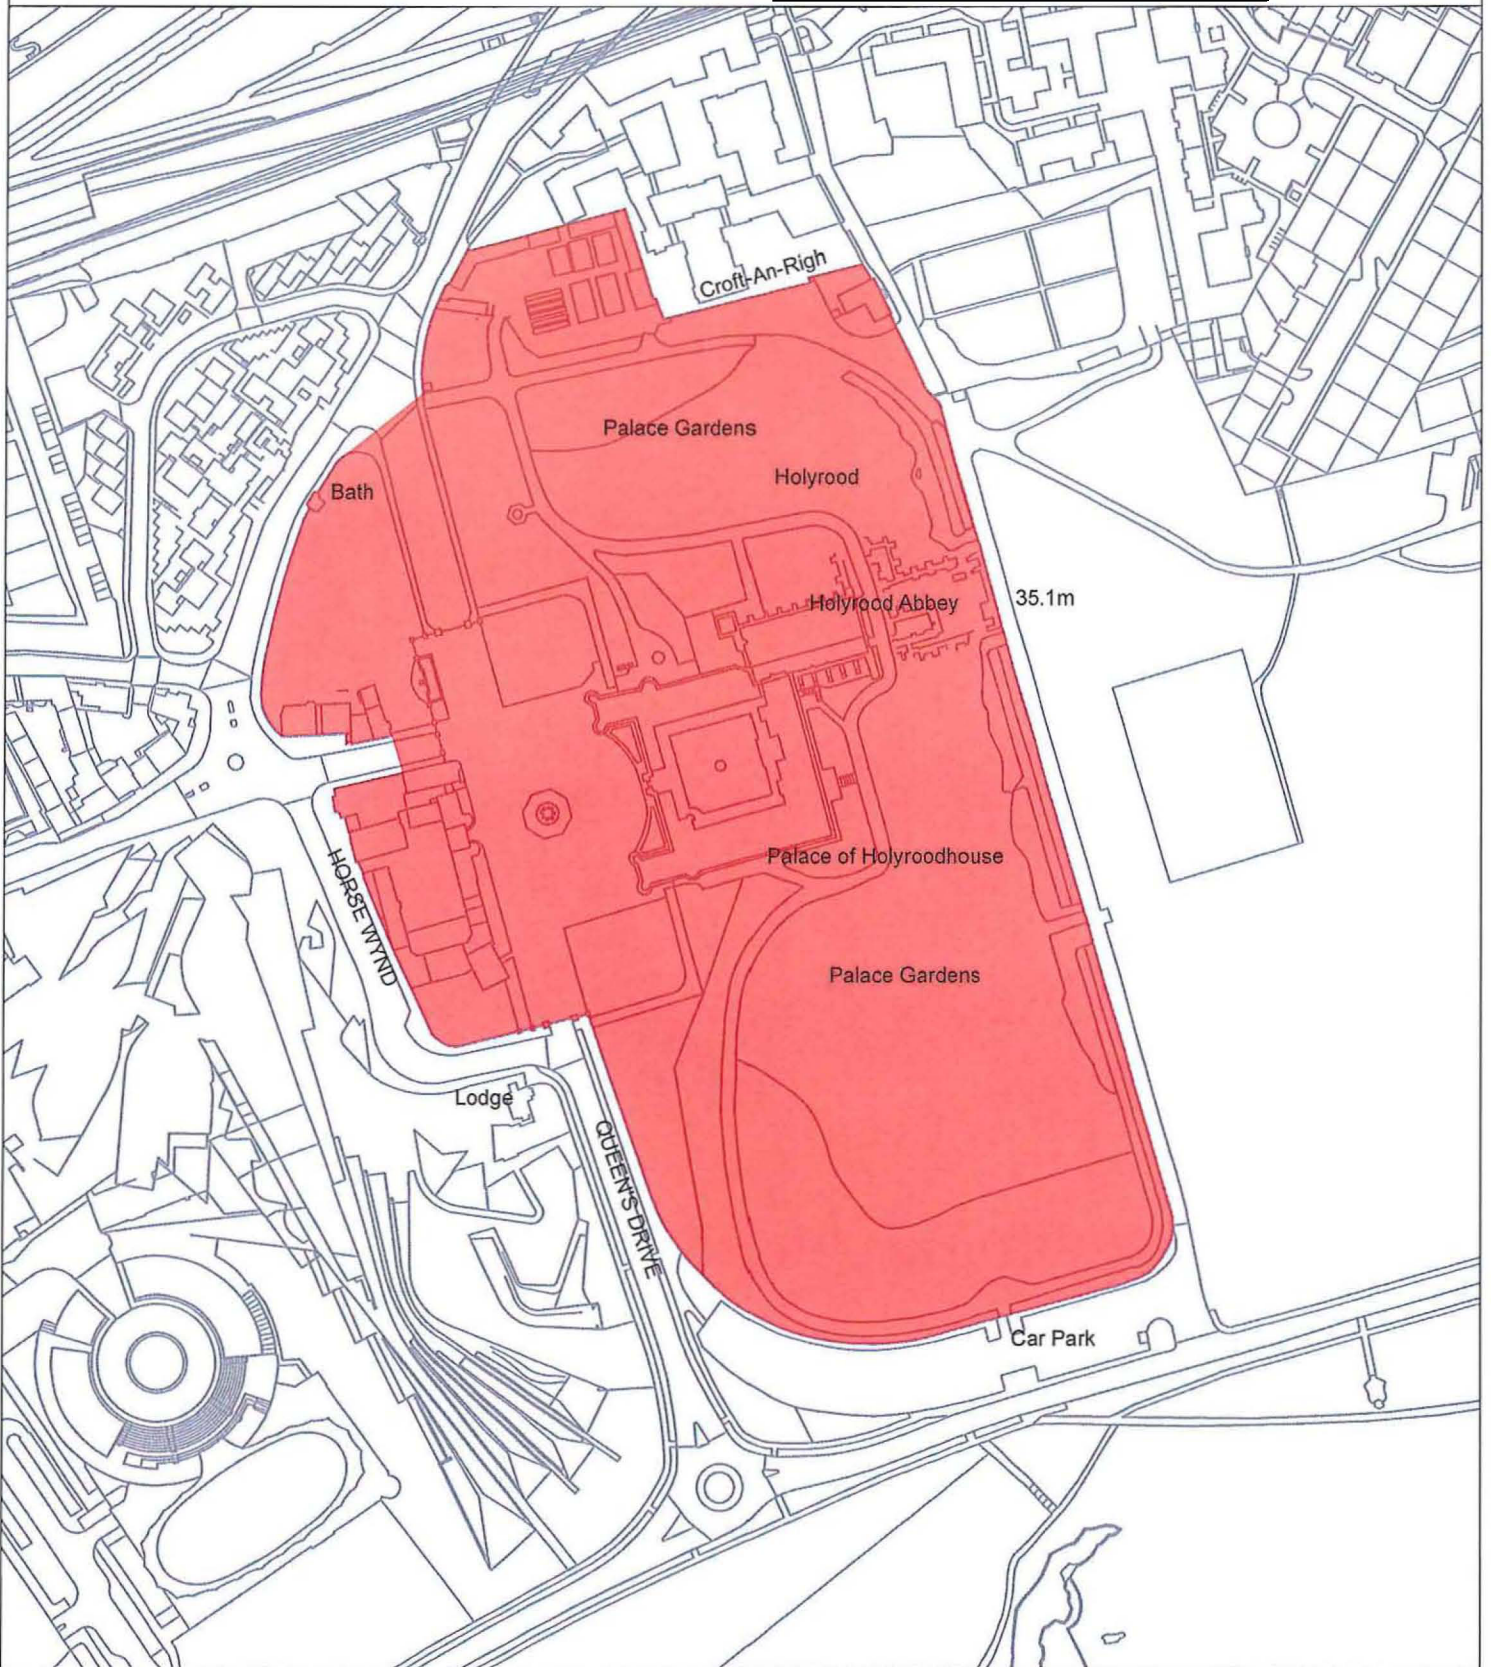 Croft-An-Righ
Palace Gardens
Holyrood
Bath
Holyrood Abbey
35.1m
Palace of Holyroodhouse
HORSE WYND
Palace Gardens
Lodge
QUEEN'S DRIVE
Car Park